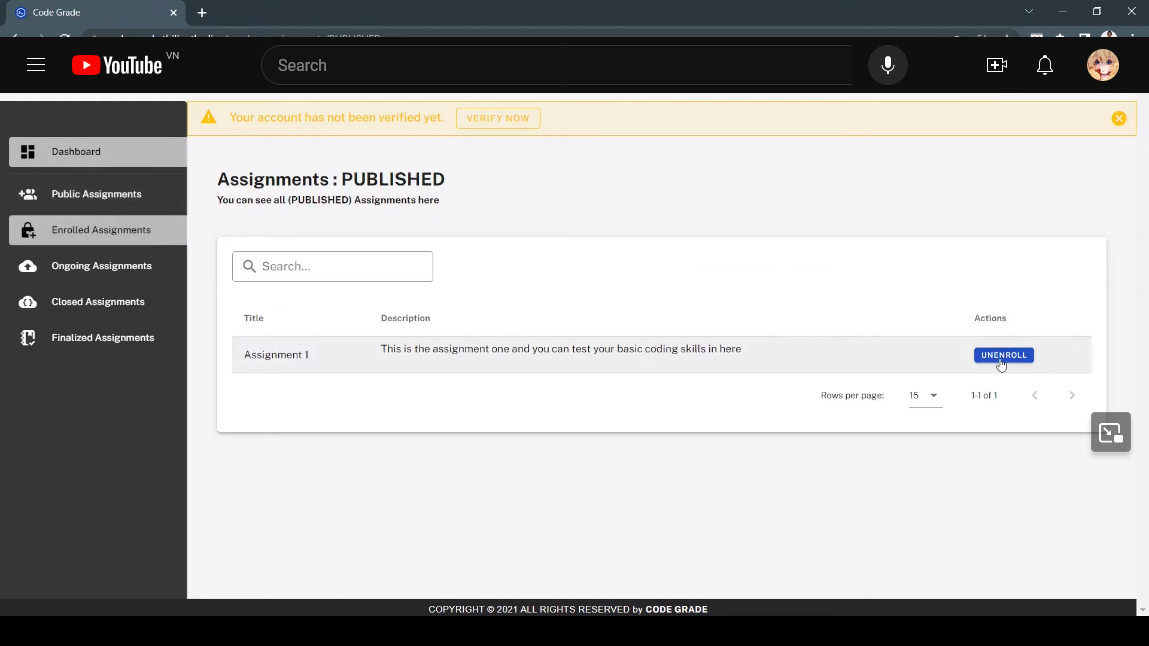 Code Grade
YouTube VN
Search
Your account has not been verified yet.
VERIFY NOW
Dashboard
Public Assignments
Enrolled Assignments
Ongoing Assignments
Closed Assignments
Finalized Assignments
Assignments : PUBLISHED
You can see all (PUBLISHED) Assignments here
Search...
Title Description Actions
Assignment 1 This is the assignment one and you can test your basic coding skills in here UNENROLL
Rows per page: 15 1-1 of 1
COPYRIGHT © 2021 ALL RIGHTS RESERVED by CODE GRADE